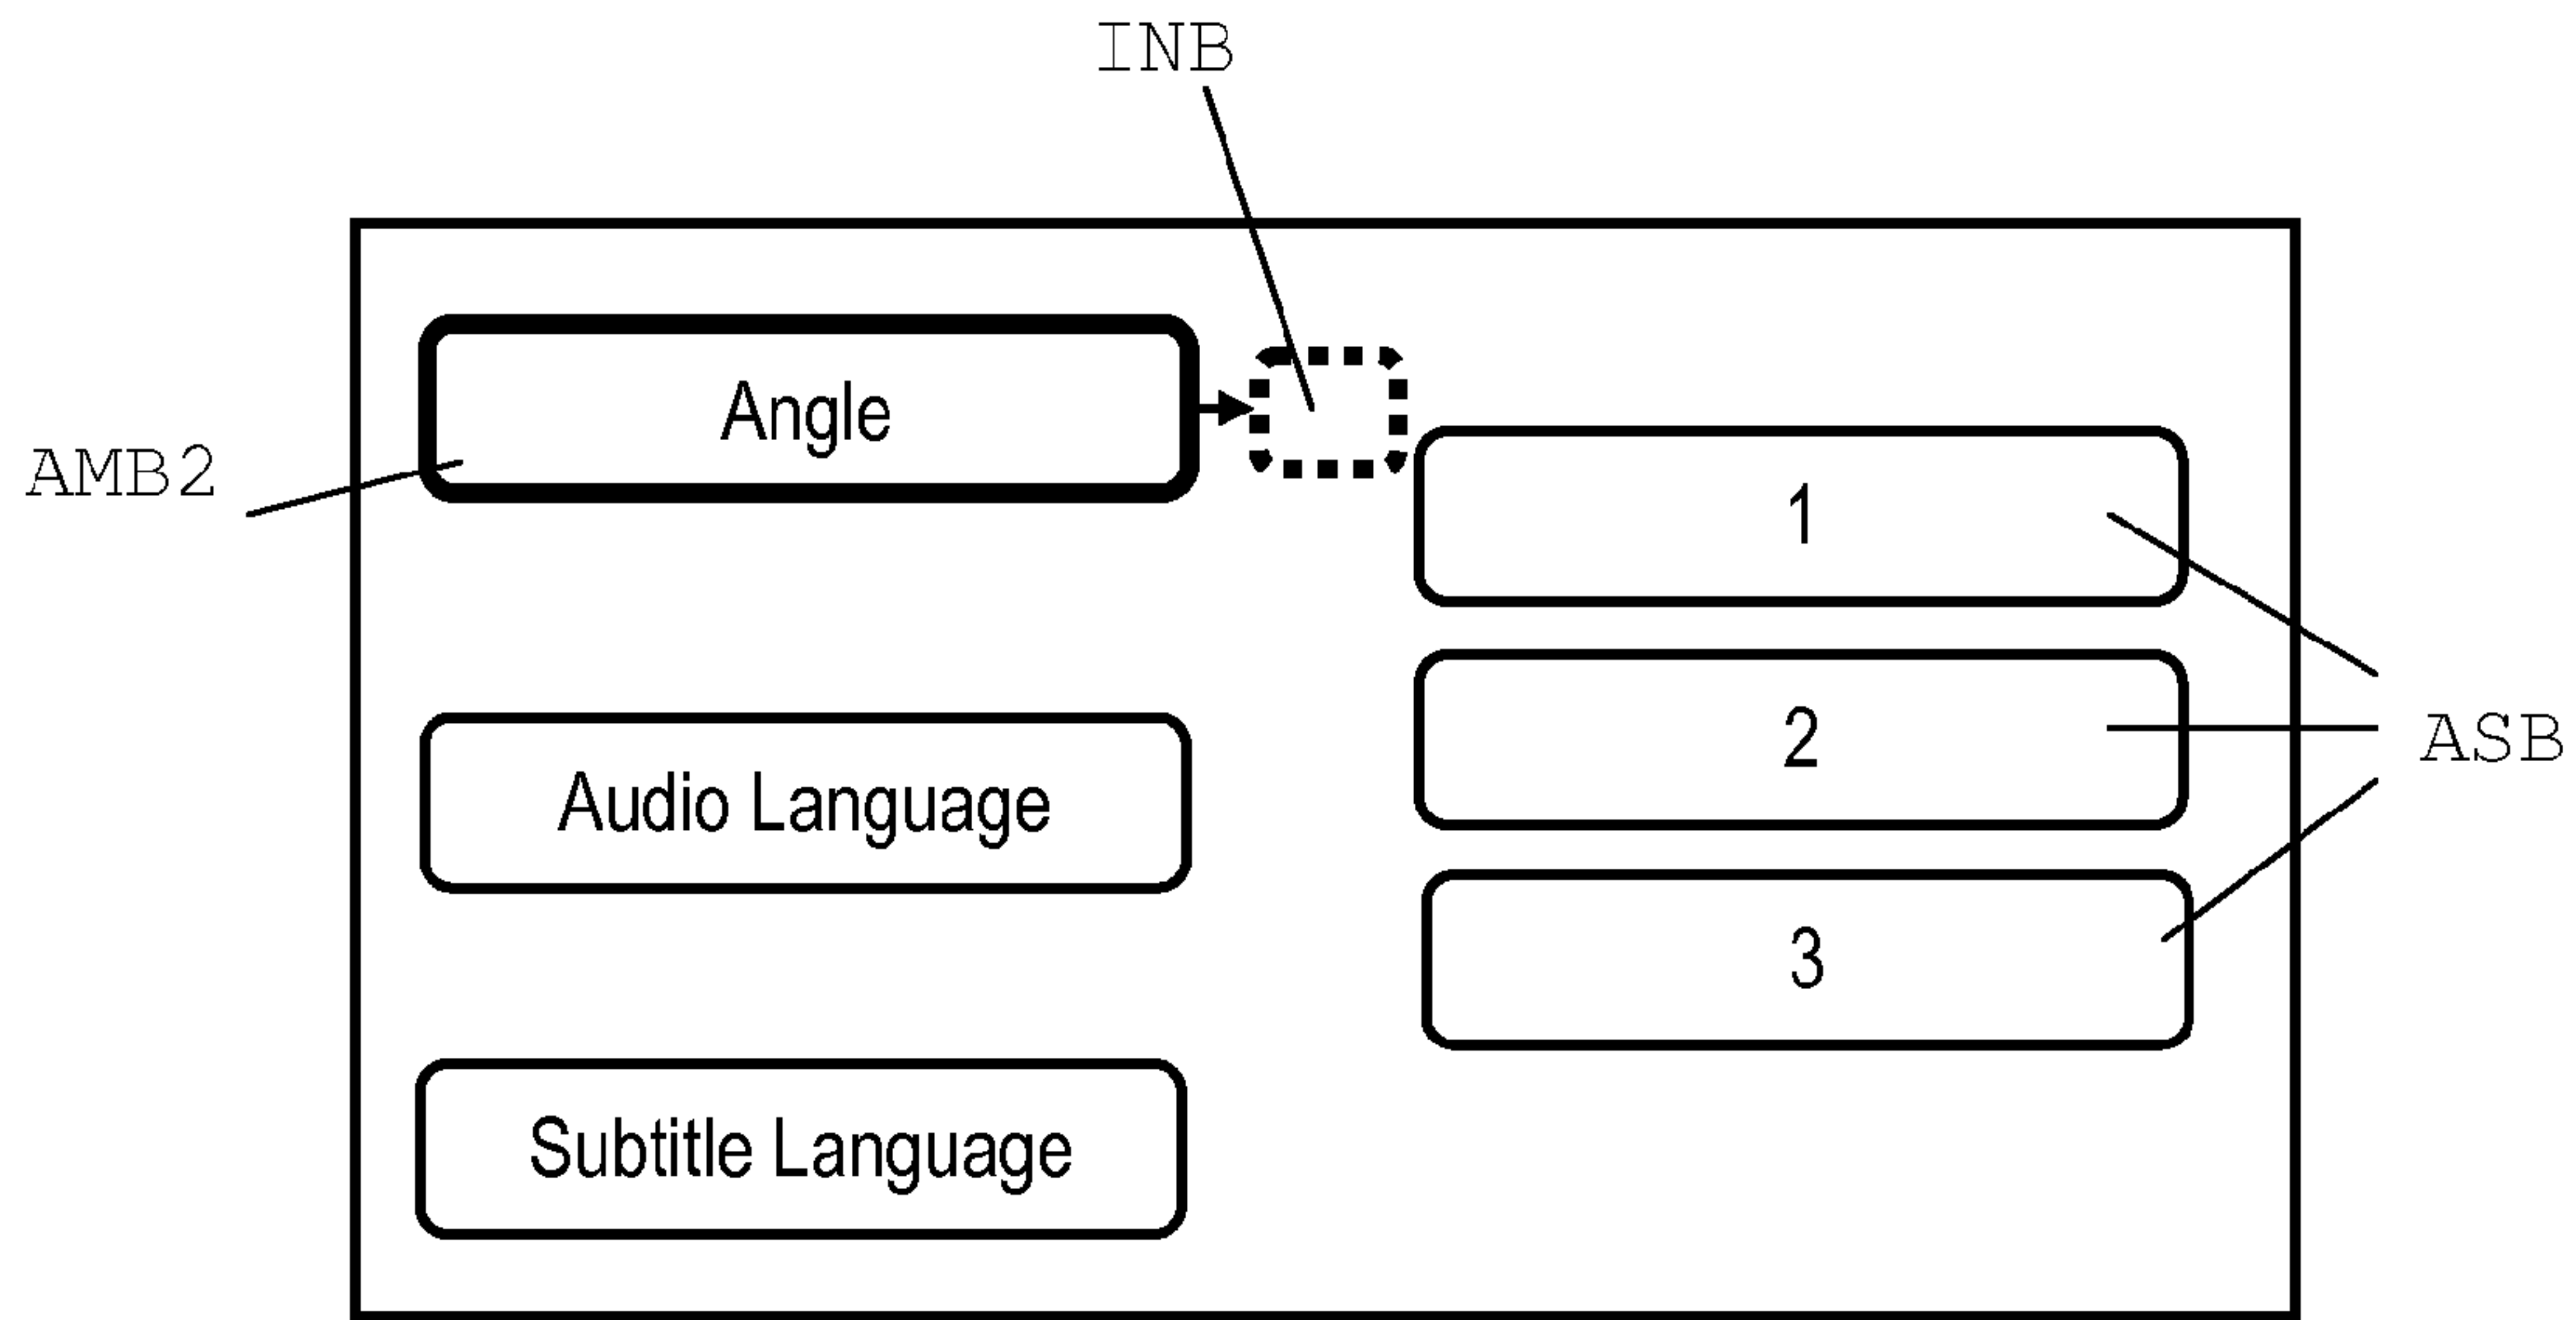 INB
Angle
AMB2
1
2
ASB
Audio Language
3
Subtitle Language